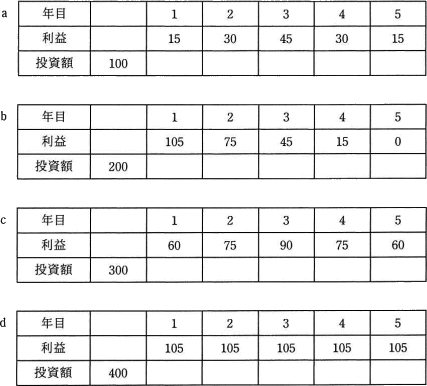 a
年目 1 2 3 4 5
利益 15 30 45 30 15
投資額 100
b
年目 1 2 3 4 5
利益 105 75 45 15 0
投資額 200
c
年目 1 2 3 4 5
利益 60 75 90 75 60
投資額 300
d
年目 1 2 3 4 5
利益 105 105 105 105 105
投資額 400